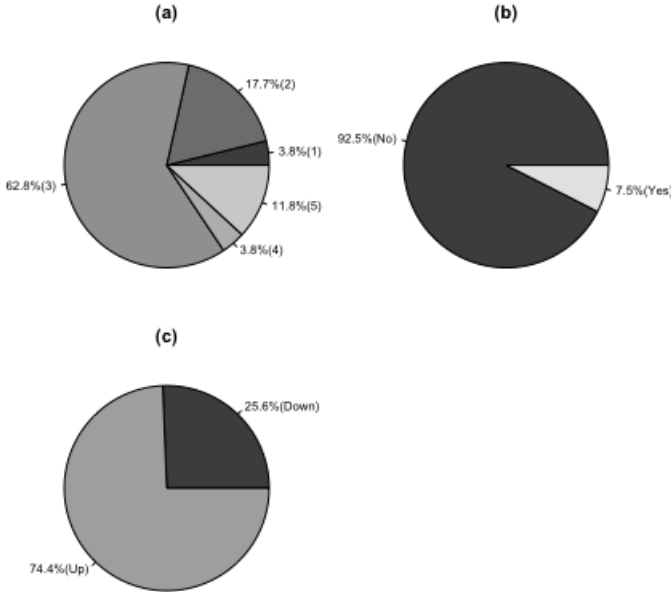 (a)
17.7%(2)
3.8%(1)
62.8%(3)
11.8%(5)
3.8%(4)
(b)
92.5%(No)
7.5%(Yes)
(c)
25.6%(Down)
74.4%(Up)